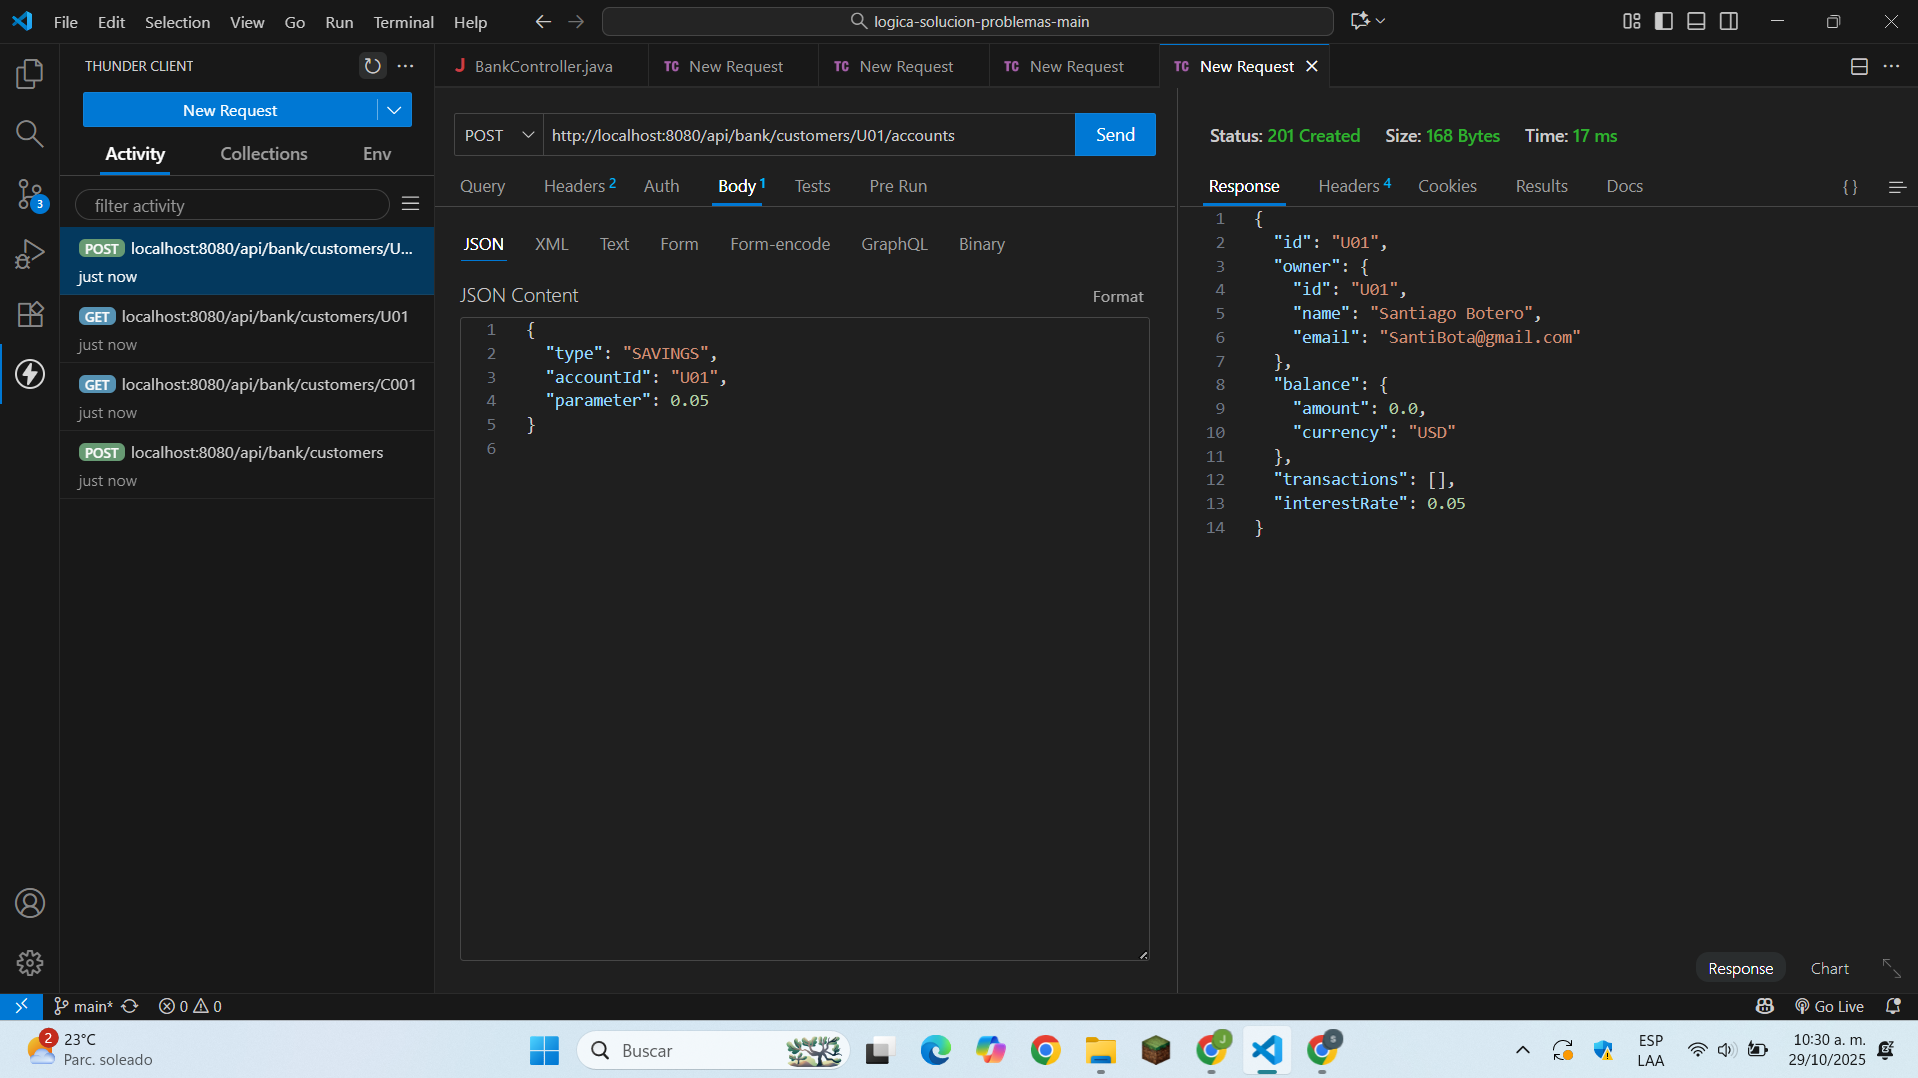 File Edit Selection View Go Run Terminal Help
logica-solucion-problemas-main
THUNDER CLIENT
New Request
Activity Collections Env
filter activity
POST localhost:8080/api/bank/customers/U...
just now
GET localhost:8080/api/bank/customers/U01
just now
GET localhost:8080/api/bank/customers/C001
just now
POST localhost:8080/api/bank/customers
just now
3
J BankController.java
TC New Request
TC New Request
TC New Request
TC New Request
POST http://localhost:8080/api/bank/customers/U01/accounts Send
Query Headers 2 Auth Body 1 Tests Pre Run
JSON XML Text Form Form-encode GraphQL Binary
JSON Content Format
1 {
2 "type": "SAVINGS",
3 "accountId": "U01",
4 "parameter": 0.05
5 }
6
Status: 201 Created Size: 168 Bytes Time: 17 ms
Response Headers 4 Cookies Results Docs { }
1 {
2 "id": "U01",
3 "owner": {
4 "id": "U01",
5 "name": "Santiago Botero",
6 "email": "SantiBota@gmail.com"
7 },
8 "balance": {
9 "amount": 0.0,
10 "currency": "USD"
11 },
12 "transactions": [],
13 "interestRate": 0.05
14 }
Response Chart
main* 0 0 Go Live
2 23°C
Parc. soleado
Buscar
J
S
ESP
LAA
10:30 a. m.
29/10/2025